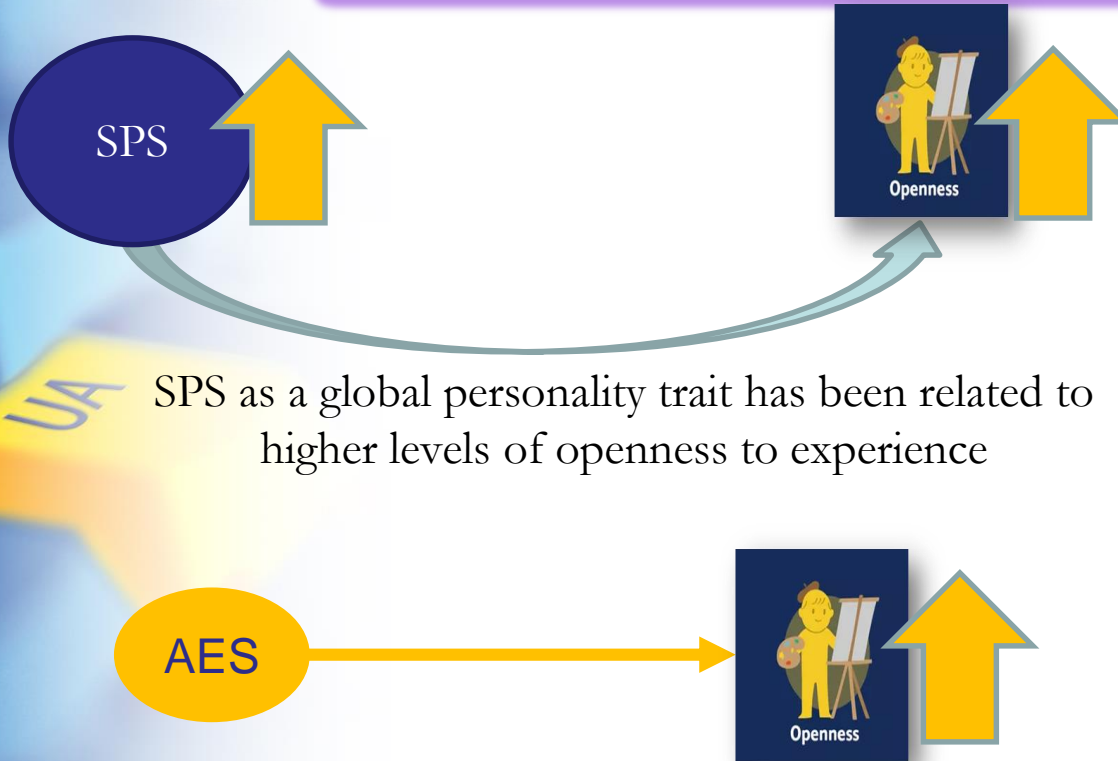 SPS
Openness
UA
SPS as a global personality trait has been related to
higher levels of openness to experience
AES
Openness